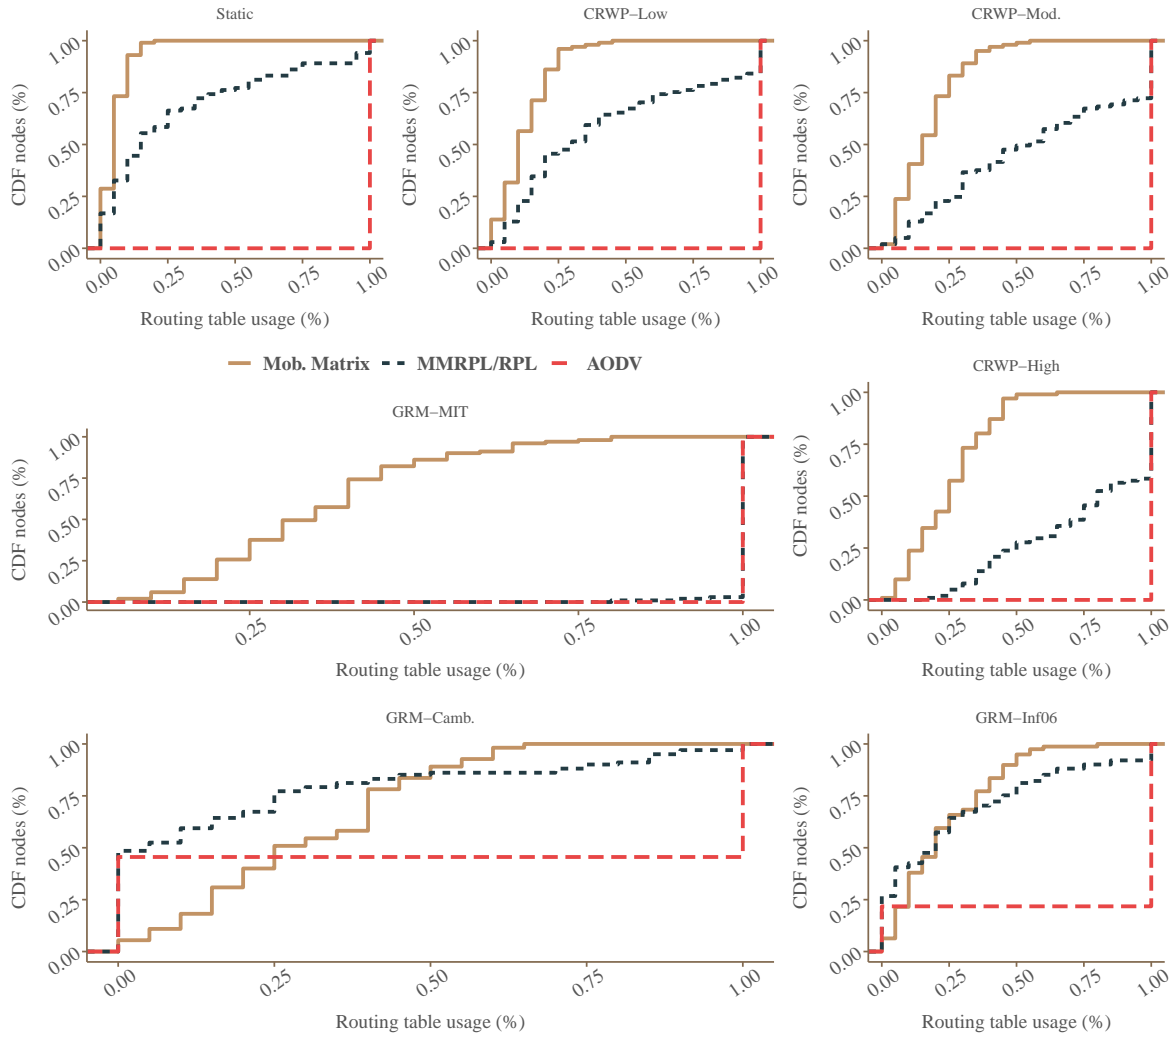 Static
CDF nodes (%)
1.00
0.75
0.50
0.25
0.00
0.00 0.25 0.50 0.75 1.00
Routing table usage (%)
CRWP–Low
CDF nodes (%)
1.00
0.75
0.50
0.25
0.00
0.00 0.25 0.50 0.75 1.00
Routing table usage (%)
CRWP–Mod.
CDF nodes (%)
1.00
0.75
0.50
0.25
0.00
0.00 0.25 0.50 0.75 1.00
Routing table usage (%)
Mob. Matrix MMRPL/RPL AODV
GRM–MIT
CDF nodes (%)
1.00
0.75
0.50
0.25
0.00
0.25 0.50 0.75 1.00
Routing table usage (%)
CRWP–High
CDF nodes (%)
1.00
0.75
0.50
0.25
0.00
0.00 0.25 0.50 0.75 1.00
Routing table usage (%)
GRM–Camb.
CDF nodes (%)
1.00
0.75
0.50
0.25
0.00
0.00 0.25 0.50 0.75 1.00
Routing table usage (%)
GRM–Inf06
CDF nodes (%)
1.00
0.75
0.50
0.25
0.00
0.00 0.25 0.50 0.75 1.00
Routing table usage (%)